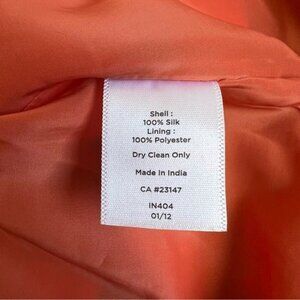 Shell :
100% Silk
Lining :
100% Polyester
Dry Clean Only
Made in India
CA #23147
IN404
01/12